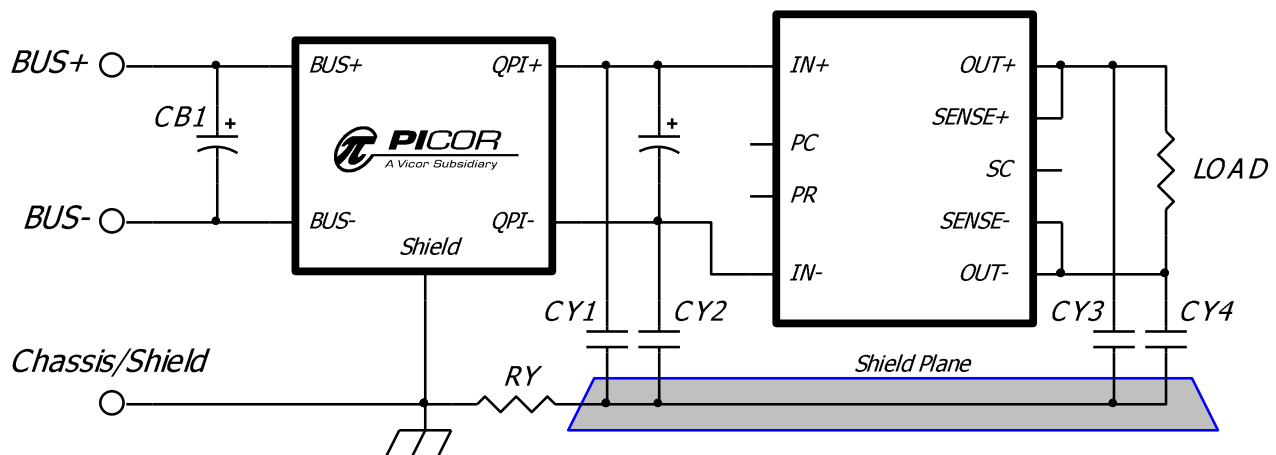 BUS+
BUS+
QPI+
IN+
OUT+
CB1
+
+
SENSE+
π PICOR
A Vicor Subsidiary
PC
SC
LOAD
PR
BUS-
BUS-
QPI-
SENSE-
Shield
IN-
OUT-
CY1
CY2
CY3
CY4
Chassis/Shield
RY
Shield Plane